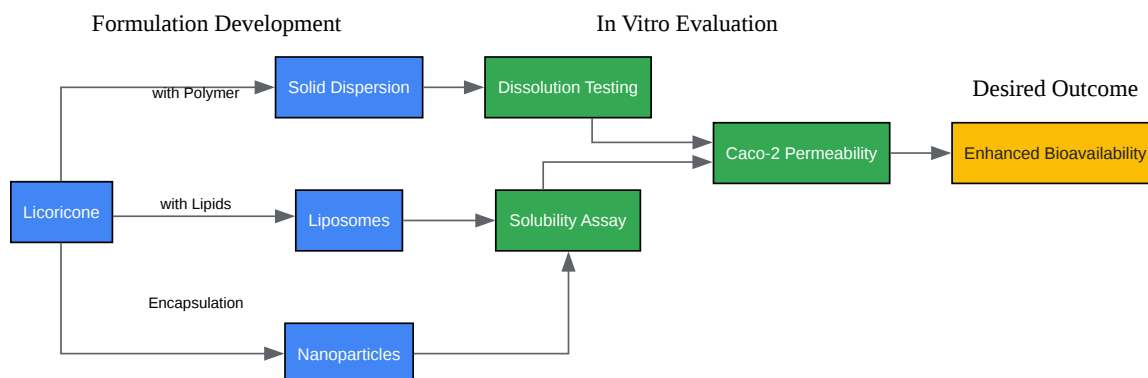 Formulation Development
In Vitro Evaluation
Solid Dispersion
Dissolution Testing
with Polymer
Desired Outcome
Caco-2 Permeability
Enhanced Bioavailability
Licoricone
with Lipids
Liposomes
Solubility Assay
Encapsulation
Nanoparticles